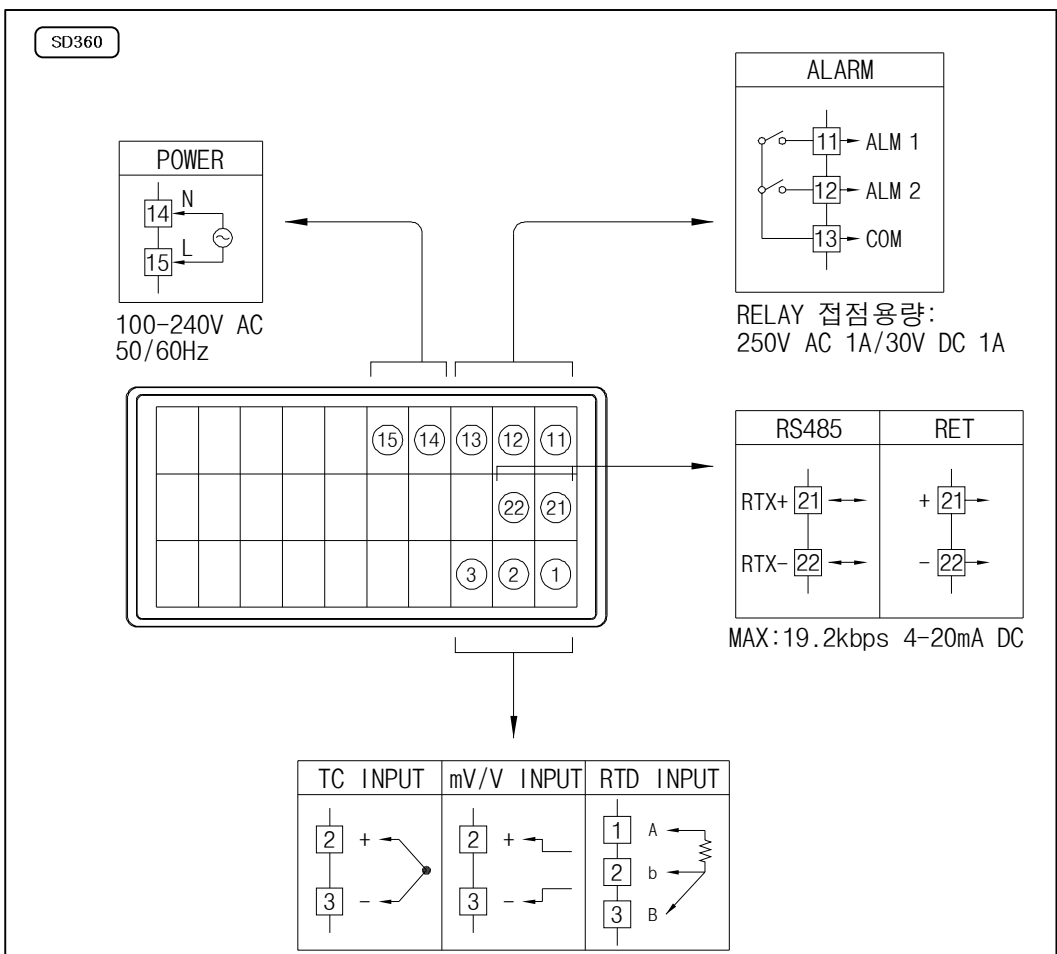 SD360
ALARM
11 ALM 1
12 ALM 2
13 COM
RELAY 접점용량:
250V AC 1A/30V DC 1A
POWER
14 N
15 L
100-240V AC
50/60Hz
15 14 13 12 11
22 21
3 2 1
RS485 RET
RTX+ 21 + 21
RTX- 22 - 22
MAX:19.2kbps 4-20mA DC
TC INPUT mV/V INPUT RTD INPUT
2 + 2 + 1 A
2 b
3 - 3 - 3 B